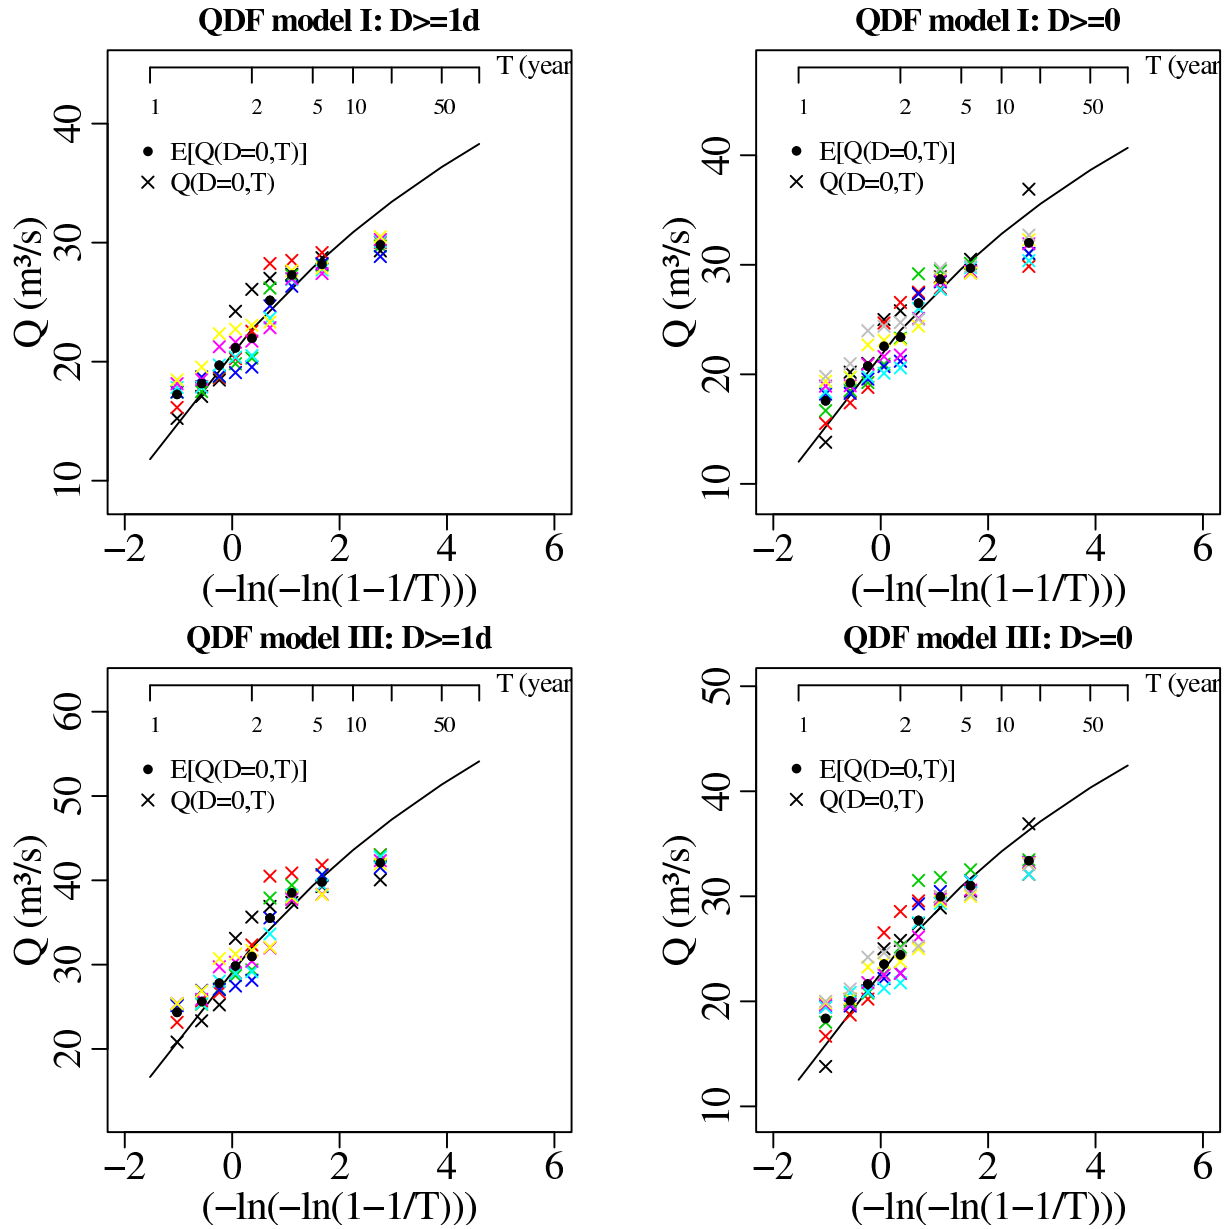 QDF model I: D>=1d
T (year
1 2 5 10 50
E[Q(D=0,T)]
Q(D=0,T)
Q (m³/s)
10 20 30 40
−2 0 2 4 6
(−ln(−ln(1−1/T)))
QDF model I: D>=0
T (year
1 2 5 10 50
E[Q(D=0,T)]
Q(D=0,T)
Q (m³/s)
10 20 30 40
−2 0 2 4 6
(−ln(−ln(1−1/T)))
QDF model III: D>=1d
T (year
1 2 5 10 50
E[Q(D=0,T)]
Q(D=0,T)
Q (m³/s)
20 30 40 50 60
−2 0 2 4 6
(−ln(−ln(1−1/T)))
QDF model III: D>=0
T (year
1 2 5 10 50
E[Q(D=0,T)]
Q(D=0,T)
Q (m³/s)
10 20 30 40 50
−2 0 2 4 6
(−ln(−ln(1−1/T)))